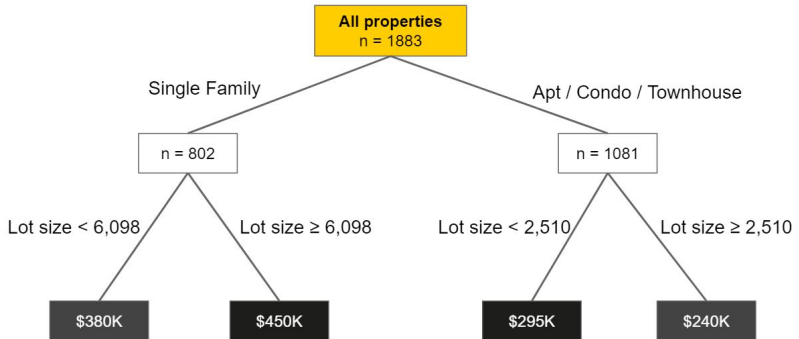 All properties
n = 1883
Single Family
Apt / Condo / Townhouse
n = 802
n = 1081
Lot size < 6,098
Lot size ≥ 6,098
Lot size < 2,510
Lot size ≥ 2,510
$380K
$450K
$295K
$240K